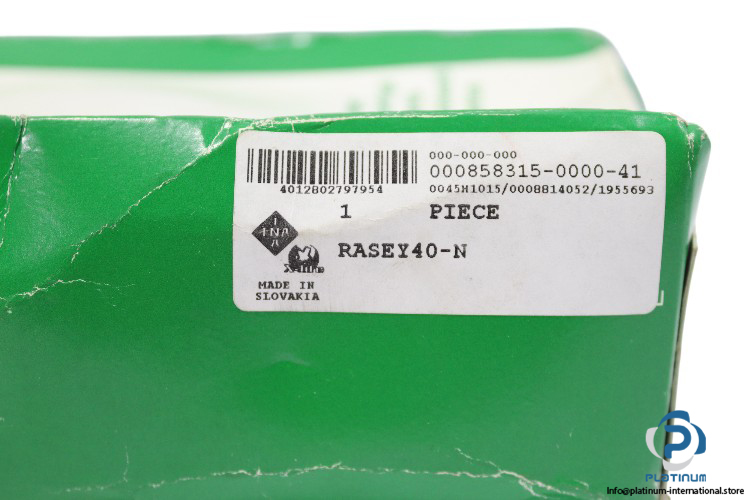 000-000-000
000858315-0000-41
4012802797954
0045H1015/0008814052/1955693
1 PIECE
INA
RASEY40-N
MADE IN
SLOVAKIA
PLATINUM
Info@platinum-international.store